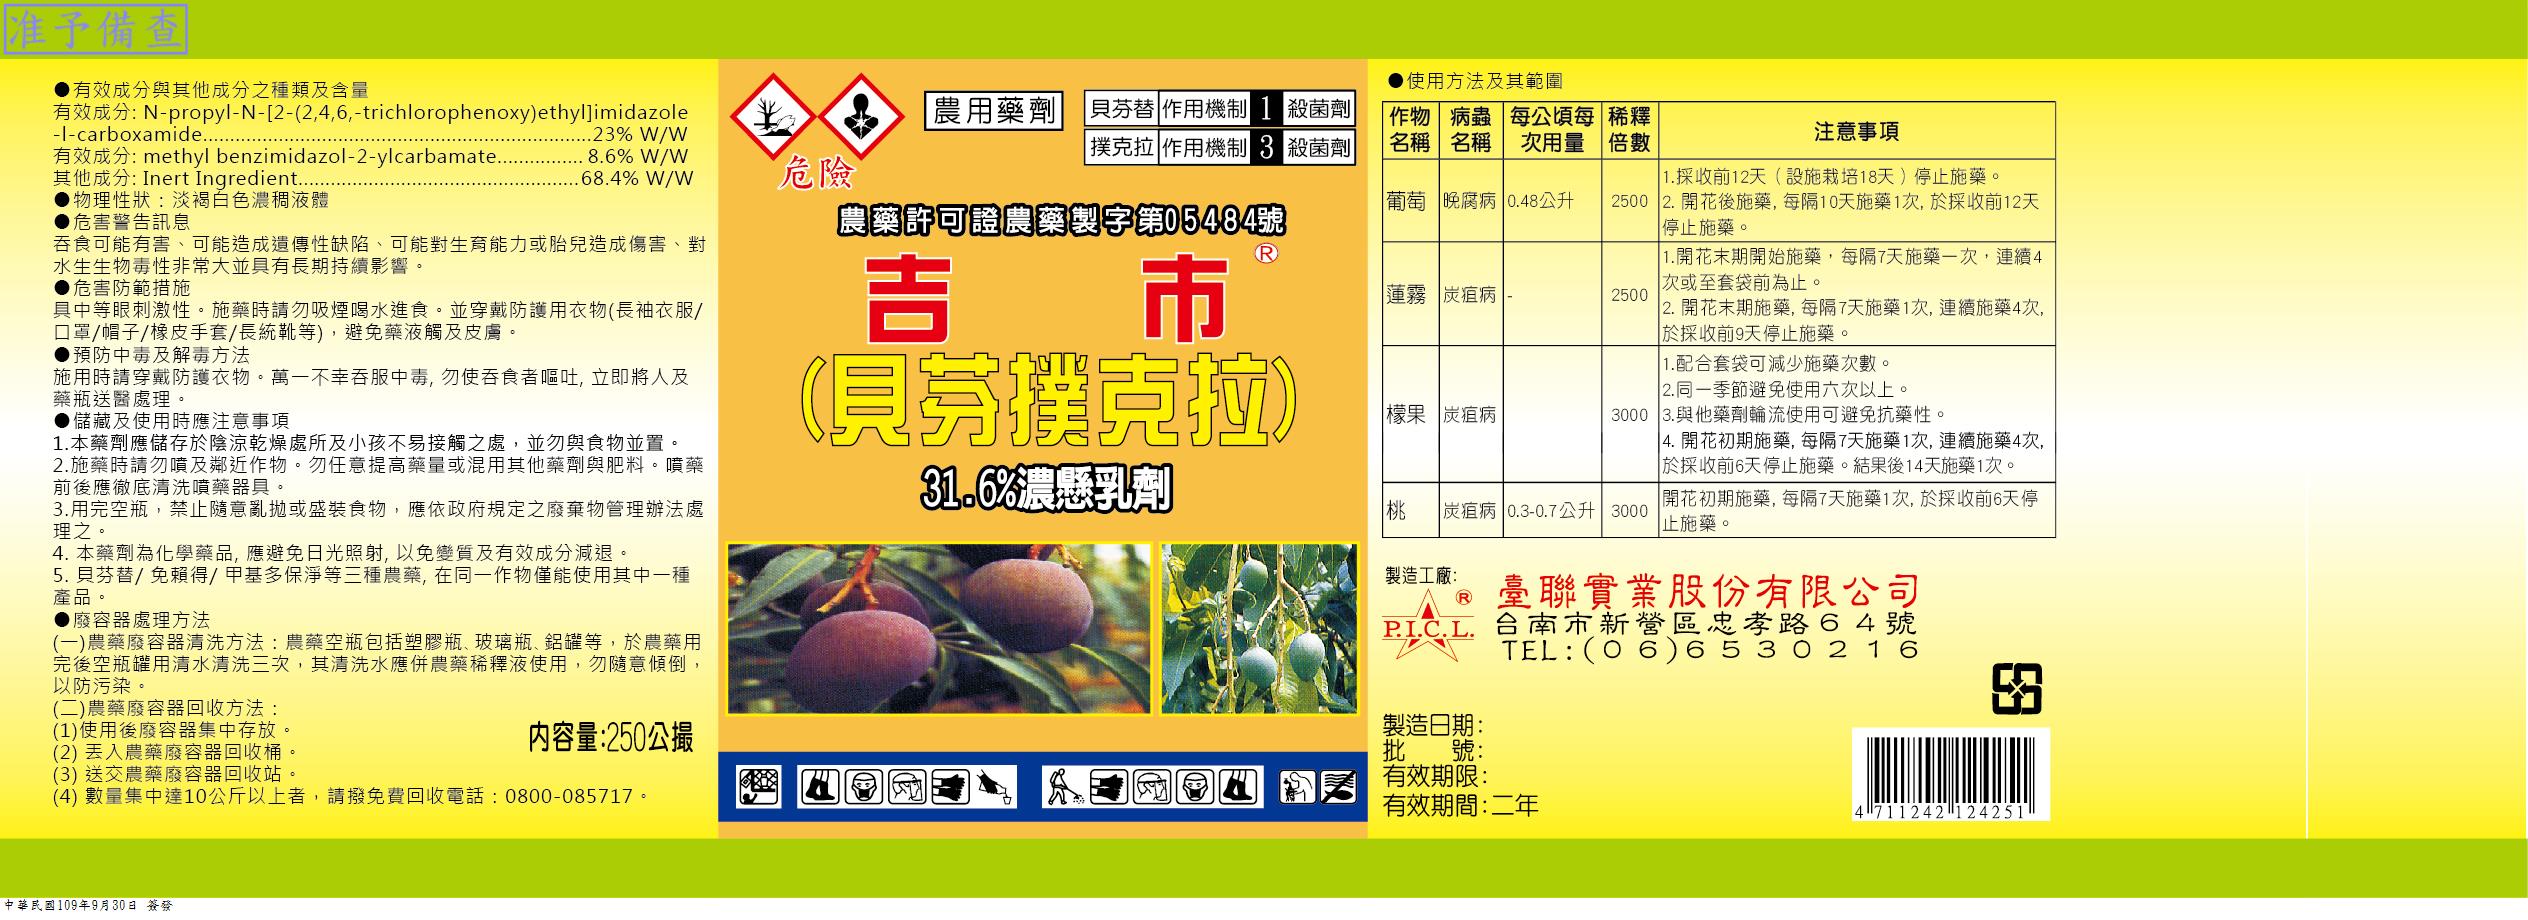 准予備查
●有效成分與其他成分之種類及含量
有效成分: N-propyl-N-[2-(2,4,6,-trichlorophenoxy)ethyl]imidazole
-l-carboxamide.........................................................................23% W/W
有效成分: methyl benzimidazol-2-ylcarbamate................ 8.6% W/W
其他成分: Inert Ingredient....................................................68.4% W/W
●物理性狀：淡褐白色濃稠液體
●危害警告訊息
吞食可能有害、可能造成遺傳性缺陷、可能對生育能力或胎兒造成傷害、對
水生生物毒性非常大並具有長期持續影響。
●危害防範措施
具中等眼刺激性。施藥時請勿吸煙喝水進食。並穿戴防護用衣物(長袖衣服/
口罩/帽子/橡皮手套/長統靴等)，避免藥液觸及皮膚。
●預防中毒及解毒方法
施用時請穿戴防護衣物。萬一不幸吞服中毒, 勿使吞食者嘔吐, 立即將人及
藥瓶送醫處理。
●儲藏及使用時應注意事項
1.本藥劑應儲存於陰涼乾燥處所及小孩不易接觸之處，並勿與食物並置。
2.施藥時請勿噴及鄰近作物。勿任意提高藥量或混用其他藥劑與肥料。噴藥
前後應徹底清洗噴藥器具。
3.用完空瓶，禁止隨意亂拋或盛裝食物，應依政府規定之廢棄物管理辦法處
理之。
4. 本藥劑為化學藥品, 應避免日光照射, 以免變質及有效成分減退。
5. 貝芬替/ 免賴得/ 甲基多保淨等三種農藥, 在同一作物僅能使用其中一種
產品。
●廢容器處理方法
(一)農藥廢容器清洗方法：農藥空瓶包括塑膠瓶、玻璃瓶、鋁罐等，於農藥用
完後空瓶罐用清水清洗三次，其清洗水應併農藥稀釋液使用，勿隨意傾倒，
以防污染。
(二)農藥廢容器回收方法：
(1)使用後廢容器集中存放。
(2) 丟入農藥廢容器回收桶。
(3) 送交農藥廢容器回收站。
(4) 數量集中達10公斤以上者，請撥免費回收電話：0800-085717。
內容量:250公撮
危險
農用藥劑
貝芬替 作用機制 1 殺菌劑
撲克拉 作用機制 3 殺菌劑
農藥許可證農藥製字第05484號
吉市®
(貝芬撲克拉)
31.6%濃懸乳劑
●使用方法及其範圍
作物名稱 病蟲名稱 每公頃每次用量 稀釋倍數 注意事項
葡萄 晚腐病 0.48公升 2500
1.採收前12天（設施栽培18天）停止施藥。
2. 開花後施藥, 每隔10天施藥1次, 於採收前12天
停止施藥。
蓮霧 炭疽病 - 2500
1.開花末期開始施藥，每隔7天施藥一次，連續4
次或至套袋前為止。
2. 開花末期施藥, 每隔7天施藥1次, 連續施藥4次,
於採收前9天停止施藥。
檬果 炭疽病 3000
1.配合套袋可減少施藥次數。
2.同一季節避免使用六次以上。
3.與他藥劑輪流使用可避免抗藥性。
4. 開花初期施藥, 每隔7天施藥1次, 連續施藥4次,
於採收前6天停止施藥。結果後14天施藥1次。
桃 炭疽病 0.3-0.7公升 3000
開花初期施藥, 每隔7天施藥1次, 於採收前6天停
止施藥。
製造工廠:
P.I.C.L.®
臺聯實業股份有限公司
台南市新營區忠孝路64號
TEL:(06)6530216
製造日期:
批　　號:
有效期限:
有效期間:二年
4 711242 124251
中華民國109年9月30日 簽發